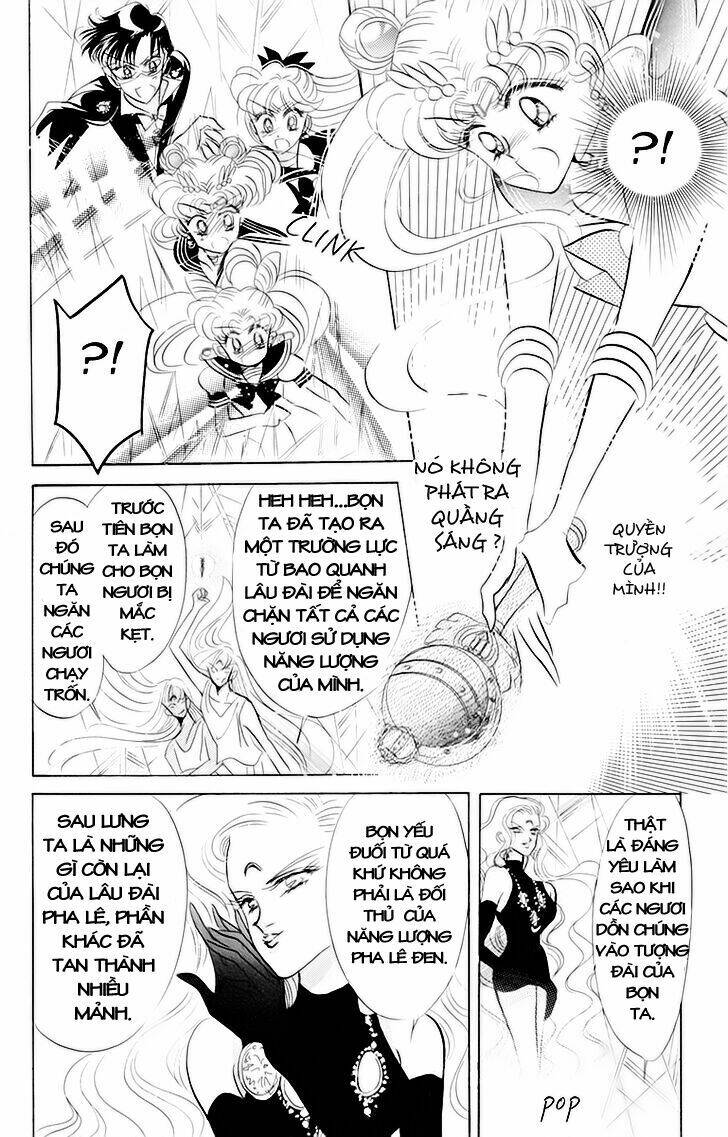 ?!
CLINK
?!
QUYỀN
TRƯỢNG
CỦA
MÌNH!!
NÓ KHÔNG
PHÁT RA
QUẦNG
SÁNG?
HEH HEH...BỌN
TA ĐÃ TẠO RA
MỘT TRƯỜNG LỰC
TỪ BAO QUANH
LÂU ĐÀI ĐỂ NGĂN
CHẶN TẤT CẢ CÁC
NGƯƠI SỬ DỤNG
NĂNG LƯỢNG
CỦA MÌNH.
TRƯỚC
TIÊN BỌN
TA LÀM
CHO BỌN
NGƯƠI BỊ
MẮC
KẸT.
SAU
ĐÓ
CHÚNG
TA
NGĂN
CÁC
NGƯƠI
CHẠY
TRỐN.
THẬT
LÀ ĐÁNG
YÊU LÀM
SAO KHI
CÁC NGƯƠI
DỒN CHÚNG
VÀO TƯỢNG
ĐÀI CỦA
BỌN
TA.
POP
BỌN YẾU
ĐUỐI TỪ QUÁ
KHỨ KHÔNG
PHẢI LÀ ĐỐI
THỦ CỦA
NĂNG LƯỢNG
PHA LÊ ĐEN.
SAU LƯNG
TA LÀ NHỮNG
GÌ CÒN LẠI
CỦA LÂU ĐÀI
PHA LÊ, PHẦN
KHÁC ĐÃ
TAN THÀNH
NHIỀU
MẢNH.